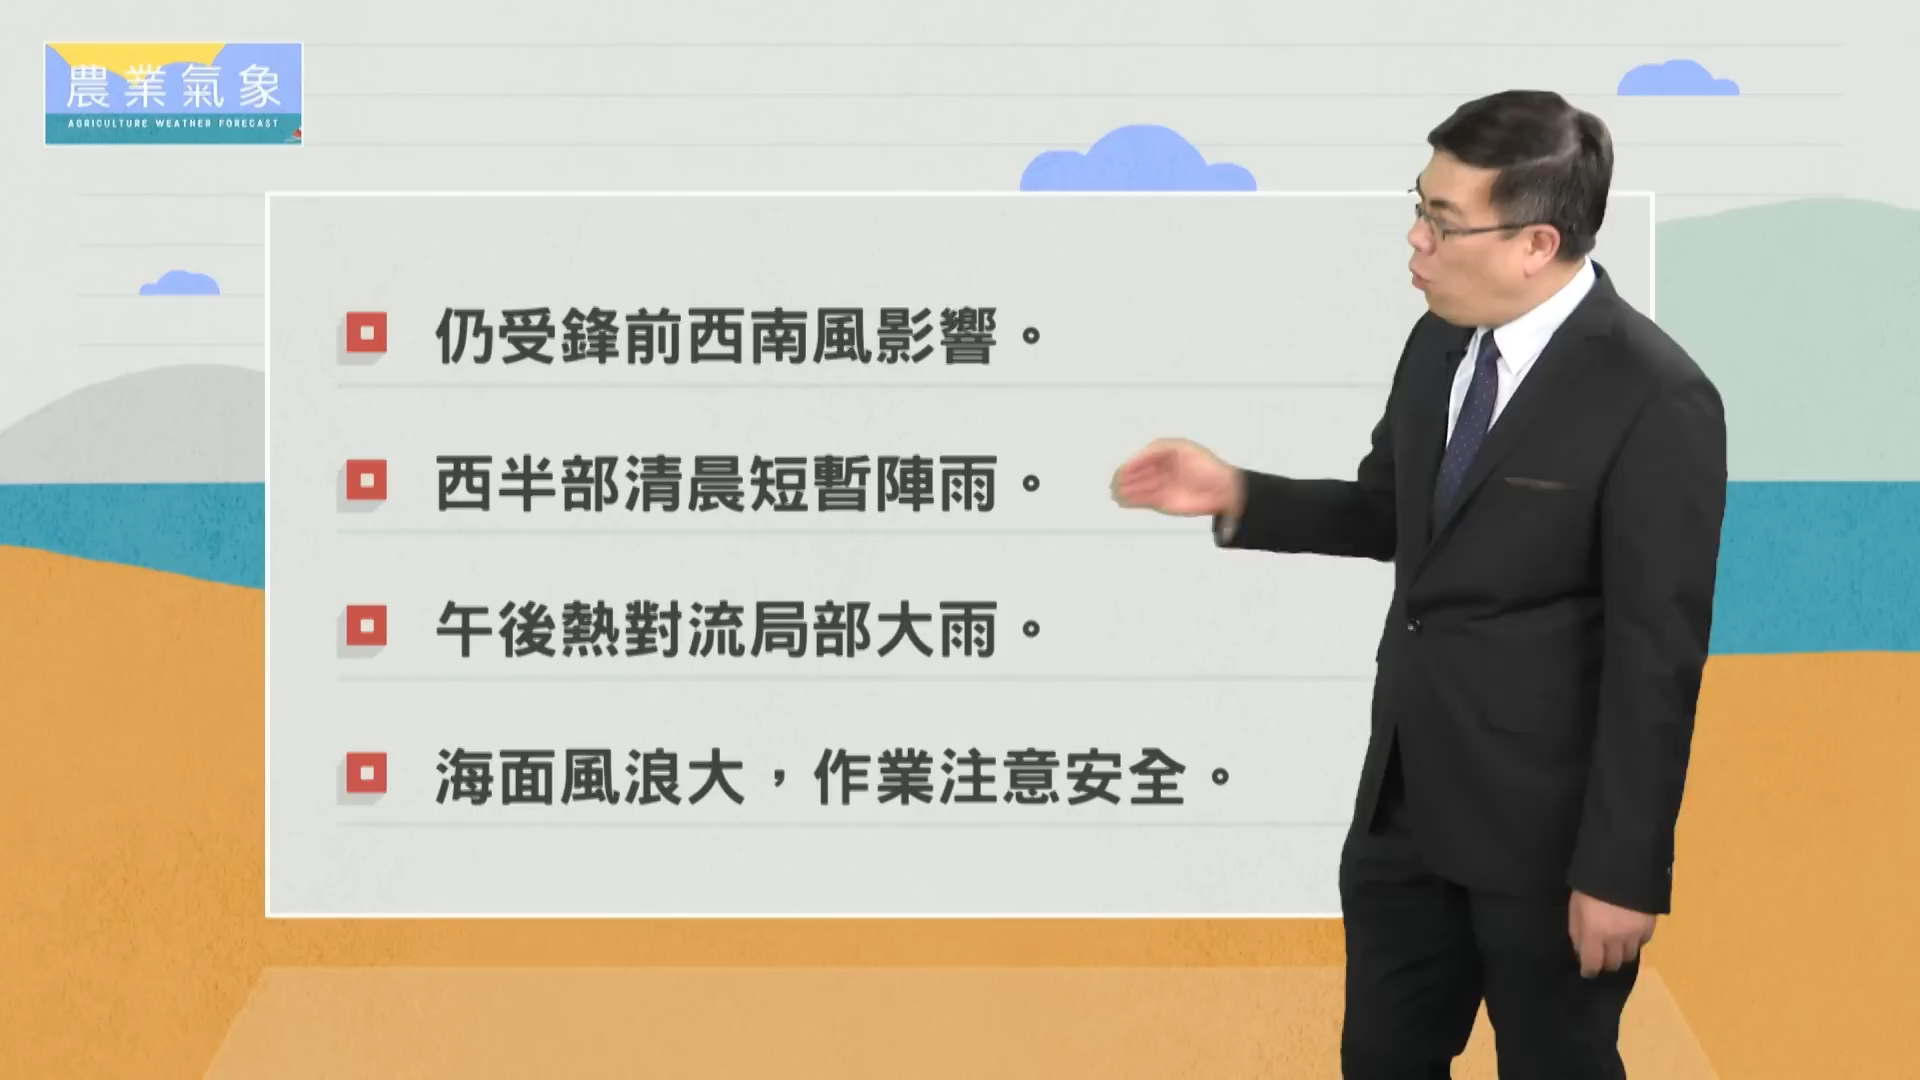 農業氣象
AGRICULTURE WEATHER FORECAST
仍受鋒前西南風影響。
西半部清晨短暫陣雨。
午後熱對流局部大雨。
海面風浪大，作業注意安全。